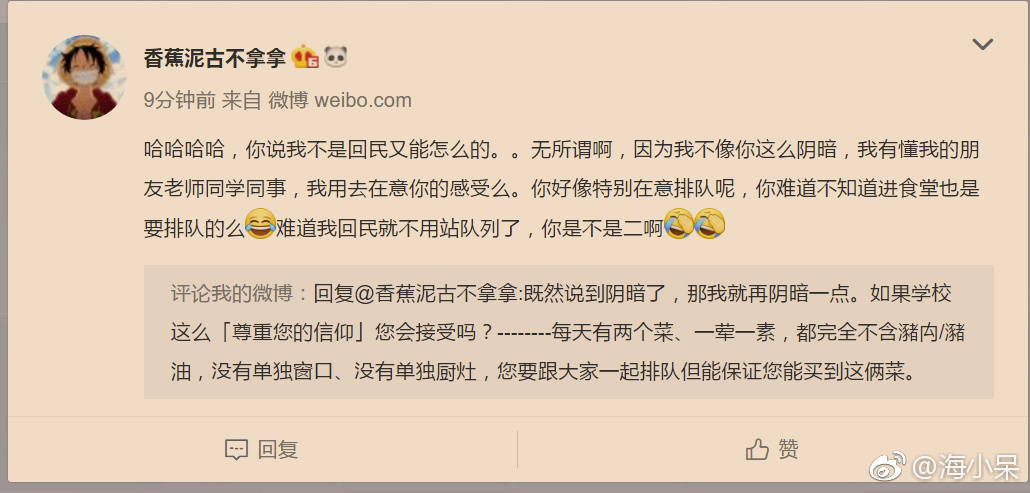 香蕉泥古不拿拿
9分钟前 来自 微博 weibo.com
哈哈哈哈，你说我不是回民又能怎么的。。无所谓啊，因为我不像你这么阴暗，我有懂我的朋
友老师同学同事，我用去在意你的感受么。你好像特别在意排队呢，你难道不知道进食堂也是
要排队的么😂难道我回民就不用站队列了，你是不是二啊🤣🤣
评论我的微博：回复@香蕉泥古不拿拿:既然说到阴暗了，那我就再阴暗一点。如果学校
这么「尊重您的信仰」您会接受吗？--------每天有两个菜、一荤一素，都完全不含豬肉/豬
油，没有单独窗口、没有单独厨灶，您要跟大家一起排队但能保证您能买到这俩菜。
回复
赞
@海小呆